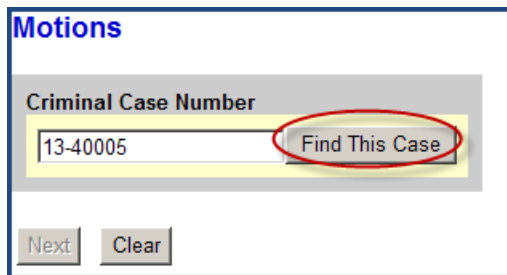 Motions
Criminal Case Number
13-40005 Find This Case
Next Clear